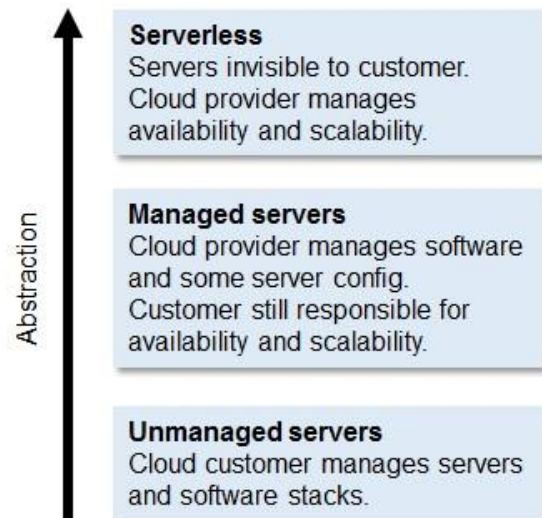 Serverless
Servers invisible to customer.
Cloud provider manages
availability and scalability.
Managed servers
Cloud provider manages software
and some server config.
Customer still responsible for
availability and scalability.
Unmanaged servers
Cloud customer manages servers
and software stacks.
Abstraction